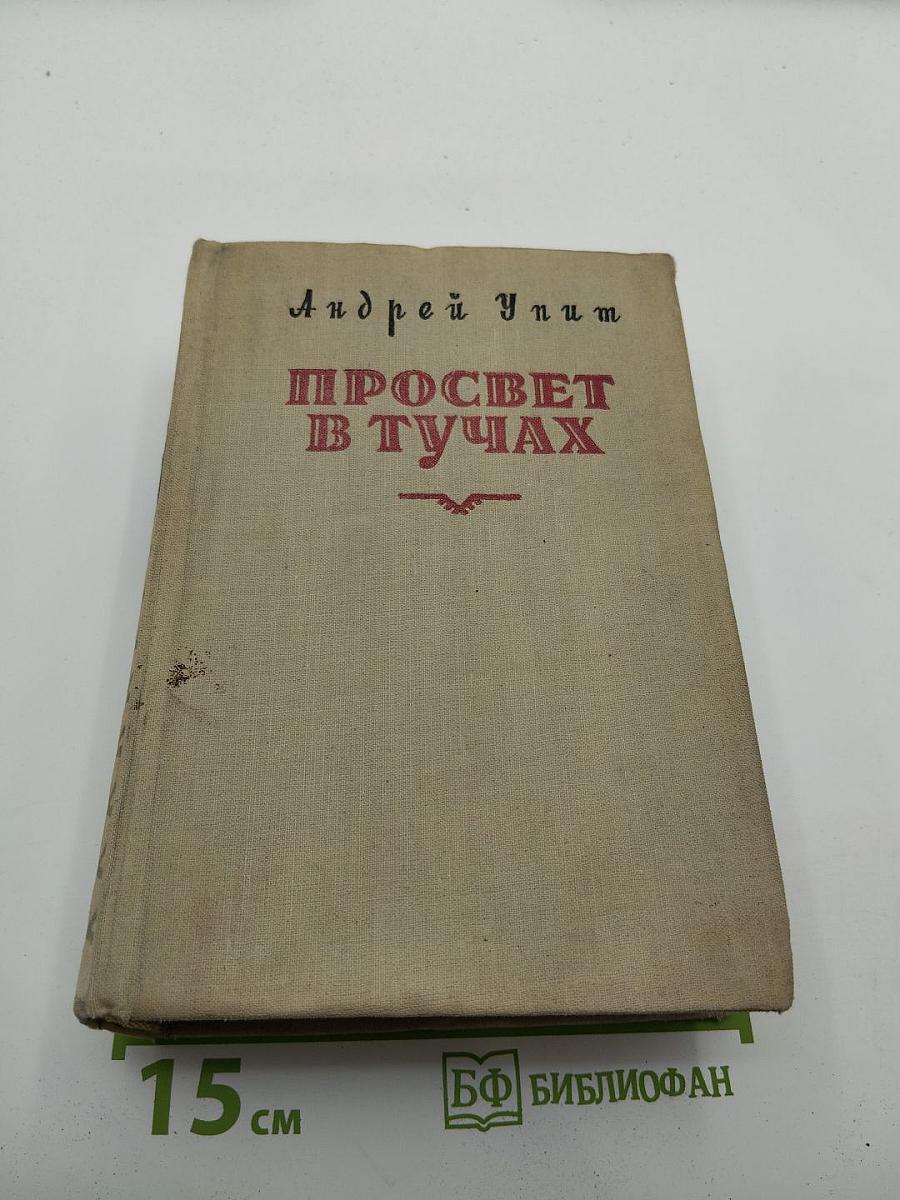 Андрей Упит
ПРОСВЕТ
В ТУЧАХ
15 см
БФ БИБЛИОФАН